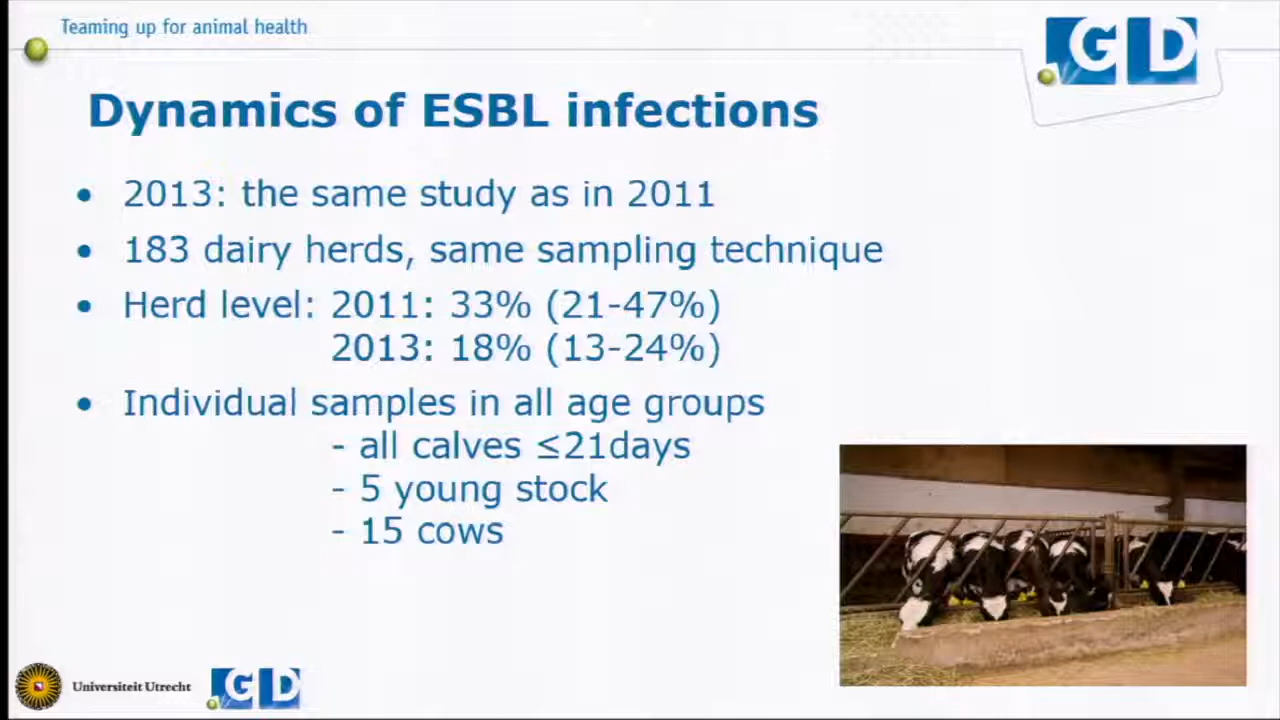 Teaming up for animal health
GD
Dynamics of ESBL infections
• 2013: the same study as in 2011
• 183 dairy herds, same sampling technique
• Herd level: 2011: 33% (21-47%)
2013: 18% (13-24%)
• Individual samples in all age groups
- all calves ≤21days
- 5 young stock
- 15 cows
Universiteit Utrecht
GD